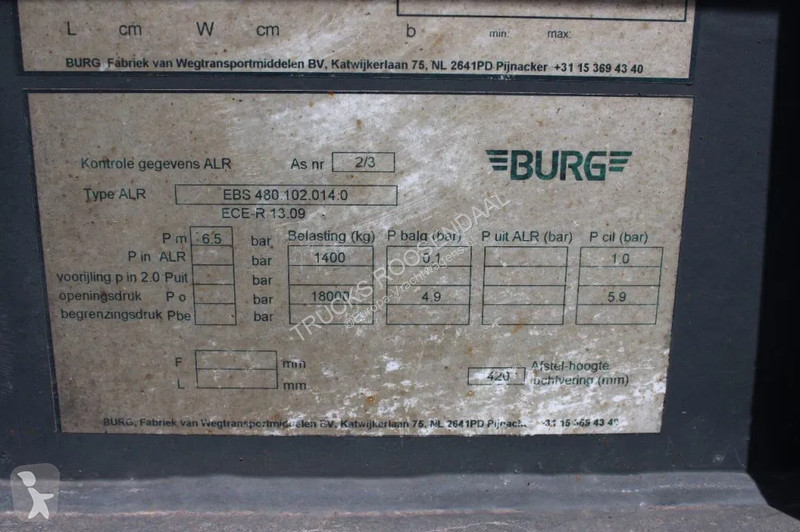 L cm W cm b min: max:
BURG, Fabriek van Wegtransportmiddelen BV, Katwijkerlaan 75, NL 2641PD Pijnacker +31 15 369 43 40
Kontrole gegevens ALR As nr 2/3
BURG
Type ALR EBS 480.102.014.0
ECE-R 13.09
P m 6.5 bar Belasting (kg) P balg (bar) P uit ALR (bar) P cil (bar)
P in ALR bar 1400 0.1 1.0
voorijling p in 2.0 Puit bar
openingsdruk P o bar 18000 4.9 5.9
begrenzingsdruk Pbe bar
F mm
L mm
420 Afstel-hoogte luchtvering (mm)
BURG, Fabriek van Wegtransportmiddelen BV, Katwijkerlaan 75, NL 2641PD Pijnacker +31 15 369 43 40
TRUCKS ROOSENDAAL
@Europa-Vrachtwagens